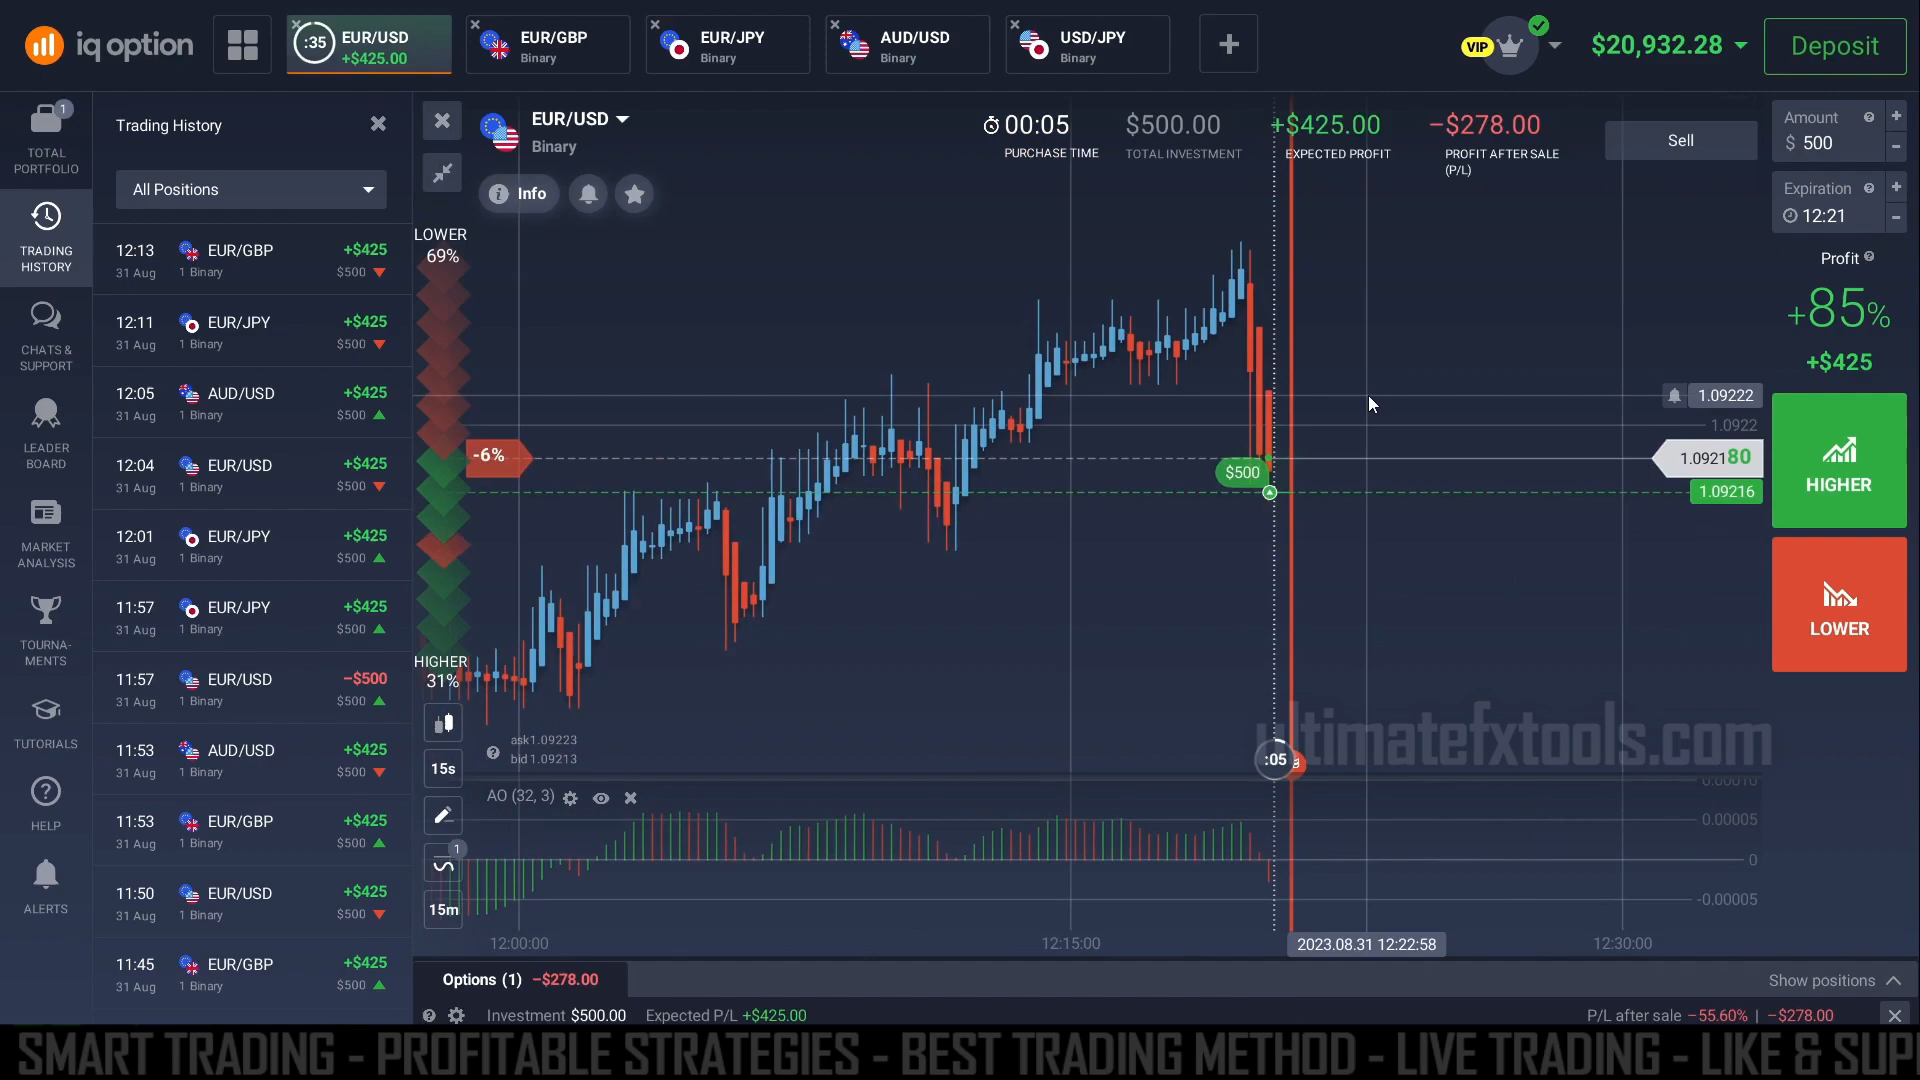 iq option
:35 EUR/USD
+$425.00
EUR/GBP
Binary
EUR/JPY
Binary
AUD/USD
Binary
USD/JPY
Binary
VIP
$20,932.28
Deposit
1
TOTAL
PORTFOLIO
TRADING
HISTORY
CHATS &
SUPPORT
LEADER
BOARD
MARKET
ANALYSIS
TOURNA-
MENTS
TUTORIALS
HELP
ALERTS
Trading History
All Positions
12:13 EUR/GBP +$425
31 Aug 1 Binary $500
12:11 EUR/JPY +$425
31 Aug 1 Binary $500
12:05 AUD/USD +$425
31 Aug 1 Binary $500
12:04 EUR/USD +$425
31 Aug 1 Binary $500
12:01 EUR/JPY +$425
31 Aug 1 Binary $500
11:57 EUR/JPY +$425
31 Aug 1 Binary $500
11:57 EUR/USD −$500
31 Aug 1 Binary $500
11:53 AUD/USD +$425
31 Aug 1 Binary $500
11:53 EUR/GBP +$425
31 Aug 1 Binary $500
11:50 EUR/USD +$425
31 Aug 1 Binary $500
11:45 EUR/GBP +$425
31 Aug 1 Binary $500
EUR/USD
Binary
Info
00:05
PURCHASE TIME
$500.00
TOTAL INVESTMENT
+$425.00
EXPECTED PROFIT
−$278.00
PROFIT AFTER SALE
(P/L)
Sell
LOWER
69%
-6%
HIGHER
31%
$500
1.09222
1.0922
1.092180
1.09216
ask 1.09223
bid 1.09213
15s
1
15m
:05
ultimatefxtools.com
AO (32, 3)
0.00010
0.00005
0
-0.00005
12:00:00
12:15:00
2023.08.31 12:22:58
12:30:00
Amount
$ 500
Expiration
12:21
Profit
+85%
+$425
HIGHER
LOWER
Options (1) −$278.00
Show positions
Investment $500.00 Expected P/L +$425.00
P/L after sale −55.60% | −$278.00
SMART TRADING - PROFITABLE STRATEGIES - BEST TRADING METHOD - LIVE TRADING - LIKE & SUP